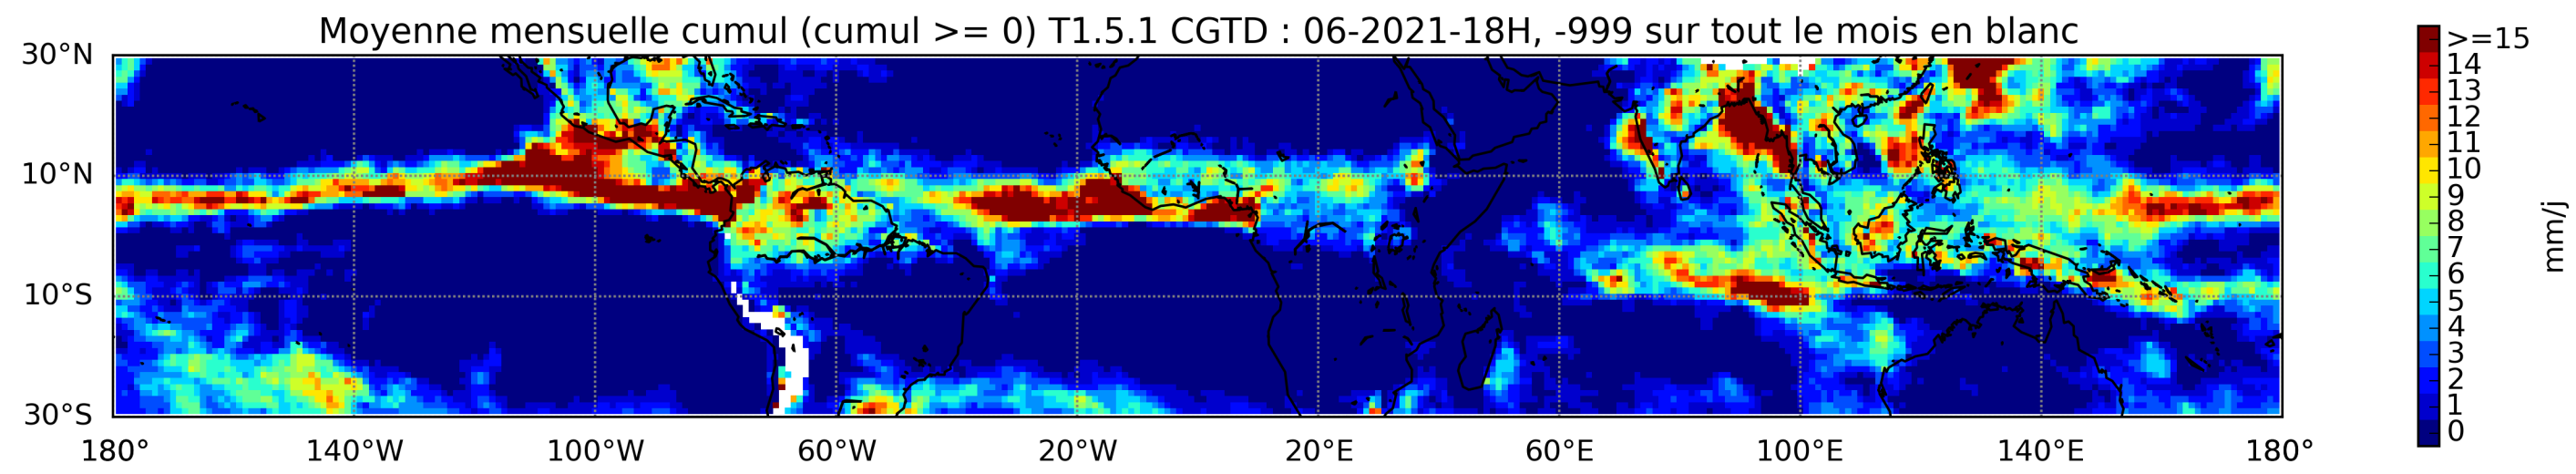 Moyenne mensuelle cumul (cumul >= 0) T1.5.1 CGTD : 06-2021-18H, -999 sur tout le mois en blanc
30°N
10°N
10°S
30°S
180° 140°W 100°W 60°W 20°W 20°E 60°E 100°E 140°E 180°
>=15
14
13
12
11
10
9
8
7
6
5
4
3
2
1
0
mm/j